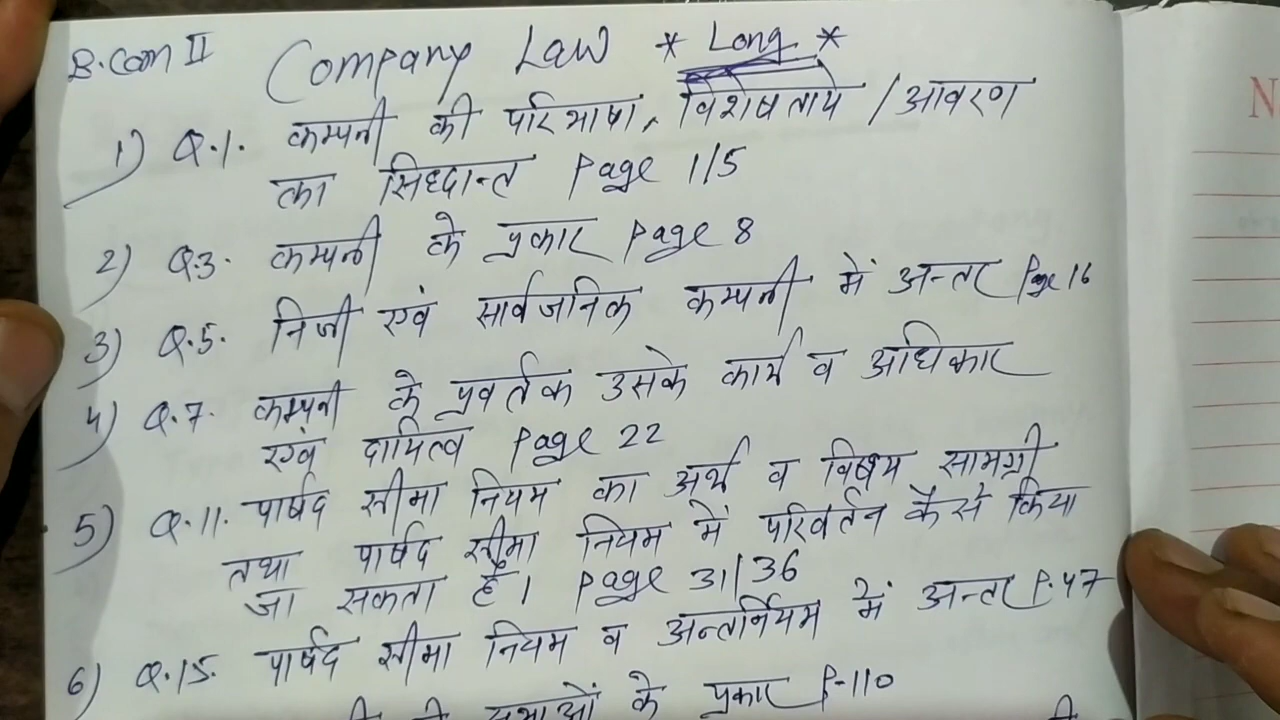 B.Com II Company Law * Long *
1) Q.1. कम्पनी की परिभाषा, विशेषतायें / आवरण
का सिध्दान्त Page 1/5
2) Q.3. कम्पनी के प्रकार Page 8
3) Q.5. निजी एवं सार्वजनिक कम्पनी में अन्तर Page 16
4) Q.7. कम्पनी के प्रवर्तक उसके कार्य व अधिकार
एवं दायित्व Page 22
5) Q.11. पार्षद सीमा नियम का अर्थ व विषय सामग्री
तथा पार्षद सीमा नियम में परिवर्तन कैसे किया
जा सकता है। Page 31/36
6) Q.15. पार्षद सीमा नियम व अन्तर्नियम में अन्तर P.47
सभाओं के प्रकार P-110
N